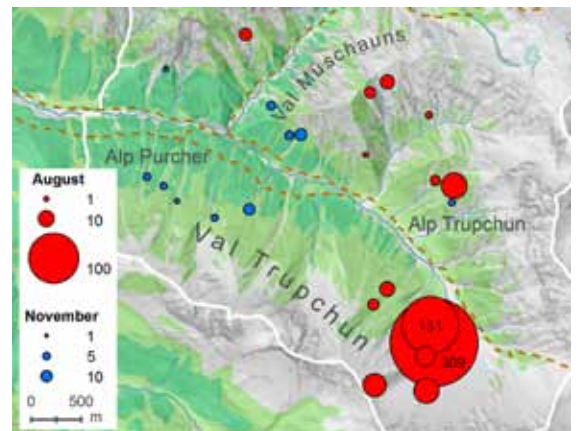 Val Muschauns
Alp Purcher
Alp Trupchun
Val Trupchun
151
309
August
1
10
100
November
1
5
10
0 500
m